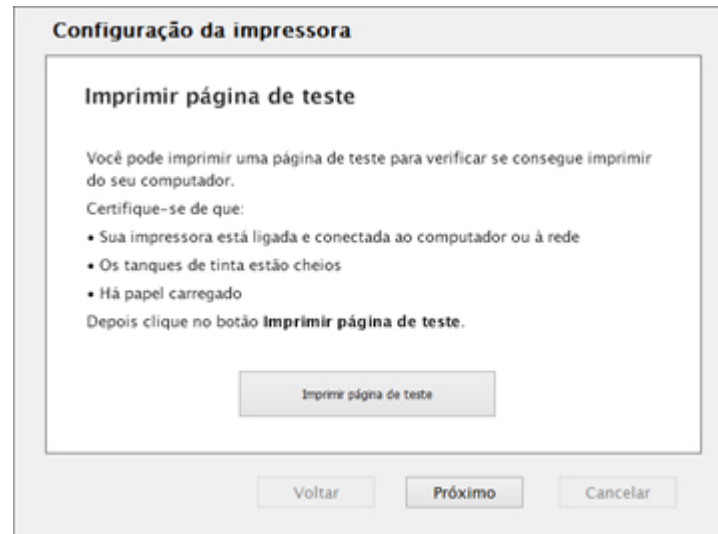 Configuração da impressora
Imprimir página de teste
Você pode imprimir uma página de teste para verificar se consegue imprimir
do seu computador.
Certifique-se de que:
• Sua impressora está ligada e conectada ao computador ou à rede
• Os tanques de tinta estão cheios
• Há papel carregado
Depois clique no botão Imprimir página de teste.
Imprimir página de teste
Voltar Próximo Cancelar